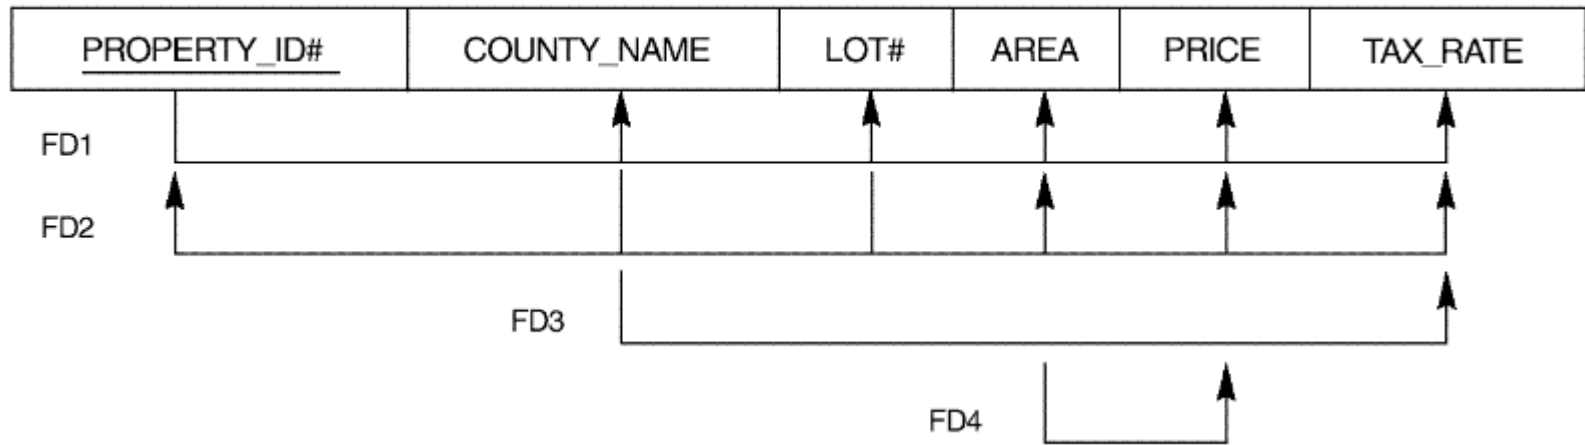 PROPERTY_ID# COUNTY_NAME LOT# AREA PRICE TAX_RATE
FD1
FD2
FD3
FD4